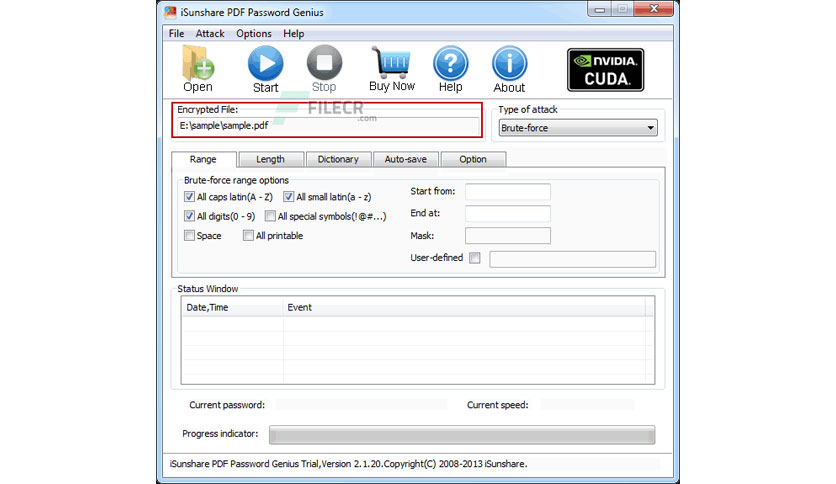 iSunshare PDF Password Genius
File Attack Options Help
Open Start Stop Buy Now Help About
NVIDIA.
CUDA.
Encrypted File:
E:\sample\sample.pdf
FILECR
.com
Type of attack
Brute-force
Range Length Dictionary Auto-save Option
Brute-force range options
All caps latin(A - Z) All small latin(a - z)
All digits(0 - 9) All special symbols(!@#...)
Space All printable
Start from:
End at:
Mask:
User-defined
Status Window
Date,Time Event
Current password: Current speed:
Progress indicator:
iSunshare PDF Password Genius Trial,Version 2.1.20.Copyright(C) 2008-2013 iSunshare.